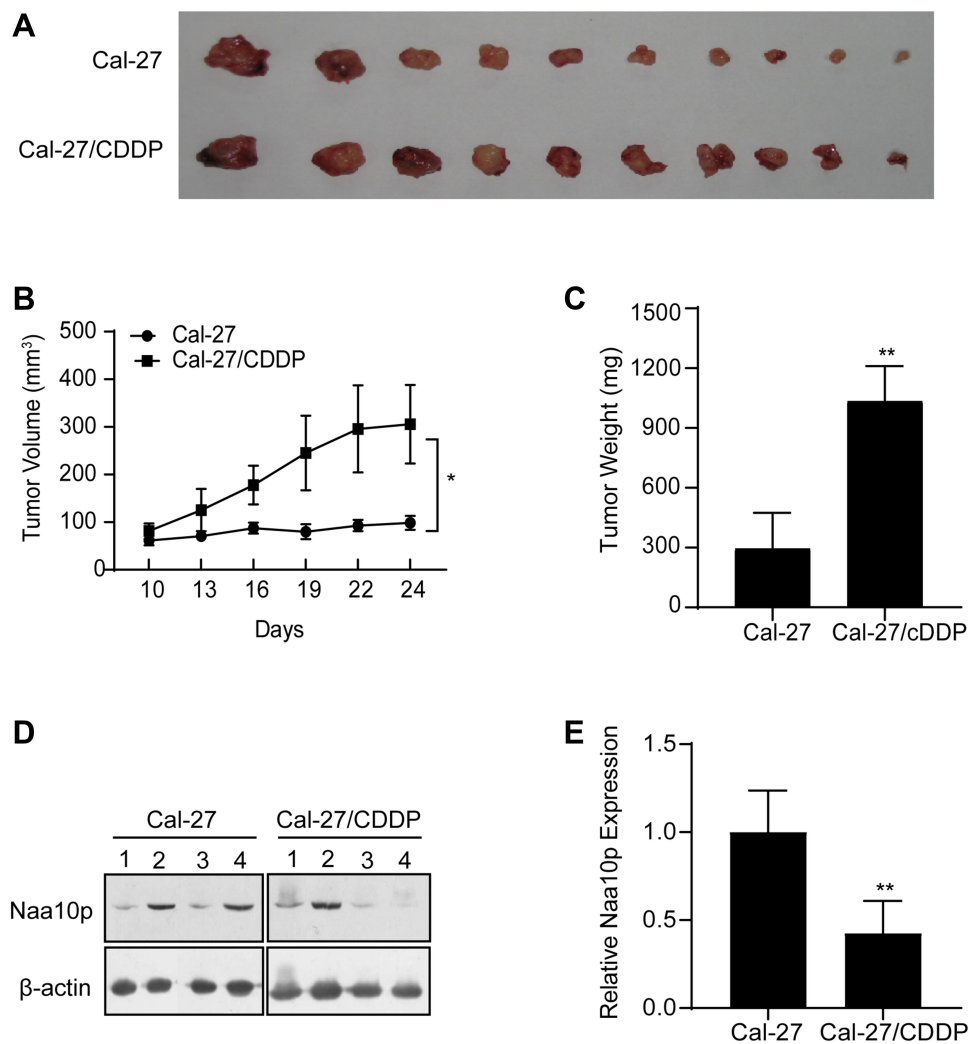 A
Cal-27
Cal-27/CDDP
B
Tumor Volume (mm³)
500
400
300
200
100
0
Cal-27
Cal-27/CDDP
*
10 13 16 19 22 24
Days
C
Tumor Weight (mg)
1500
1200
900
600
300
0
**
Cal-27 Cal-27/cDDP
D
Cal-27 Cal-27/CDDP
1 2 3 4 1 2 3 4
Naa10p
β-actin
E
Relative Naa10p Expression
1.5
1.0
0.5
0.0
**
Cal-27 Cal-27/CDDP